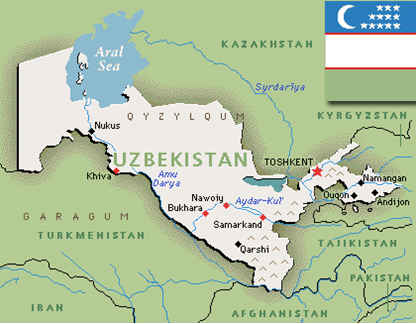 Aral
Sea
KAZAKHSTAN
Syrdariya
QYZYLQUM
KYRGYZSTAN
Nukus
UZBEKISTAN
TOSHKENT
Khiva
Amu
Darya
Namangan
Nawoiy
Aydar-Kul'
Quqon
Andijon
Bukhara
GARAGUM
Samarkand
TURKMENISTAN
Qarshi
TAJIKISTAN
PAKISTAN
IRAN
AFGHANISTAN